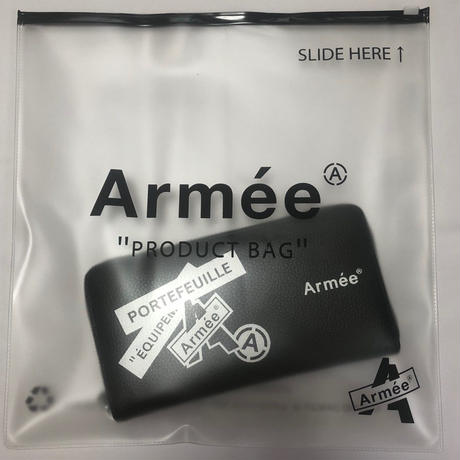 SLIDE HERE ↑
Armée Ⓐ
"PRODUCT BAG"
PORTEFEUILLE
"ÉQUIPEM
Armée®
A
Armée®
Armée®